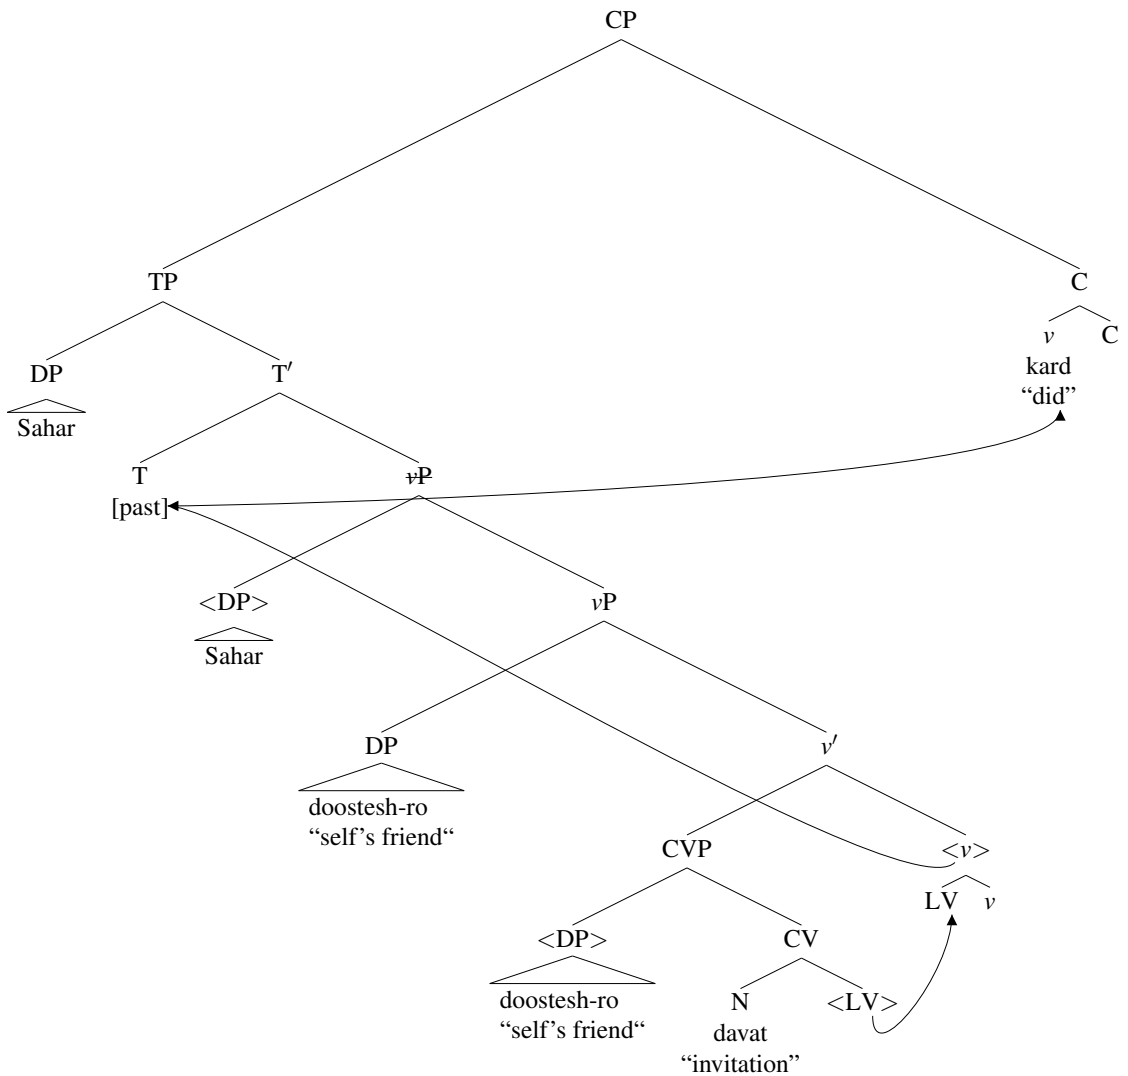 CP
TP
C
v
C
kard
“did”
DP
T′
Sahar
T
vP
[past]
<DP>
vP
Sahar
DP
v′
doostesh-ro
“self’s friend“
CVP
<v>
LV
v
<DP>
CV
doostesh-ro
“self’s friend“
N
<LV>
davat
“invitation”